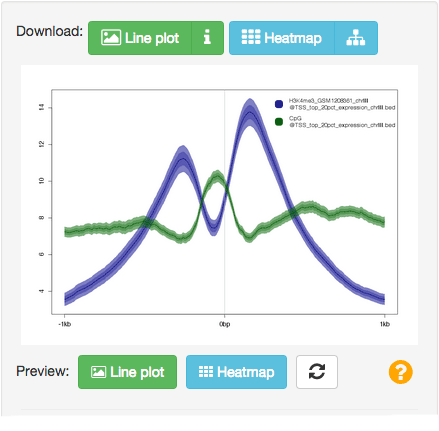 Download: Line plot i Heatmap
H3K4me3_GSM1208361_chrIII
@TSS_top_20pct_expression_chrIII.bed
CpG
@TSS_top_20pct_expression_chrIII.bed
14
12
10
8
6
4
-1kb 0bp 1kb
Preview: Line plot Heatmap ?